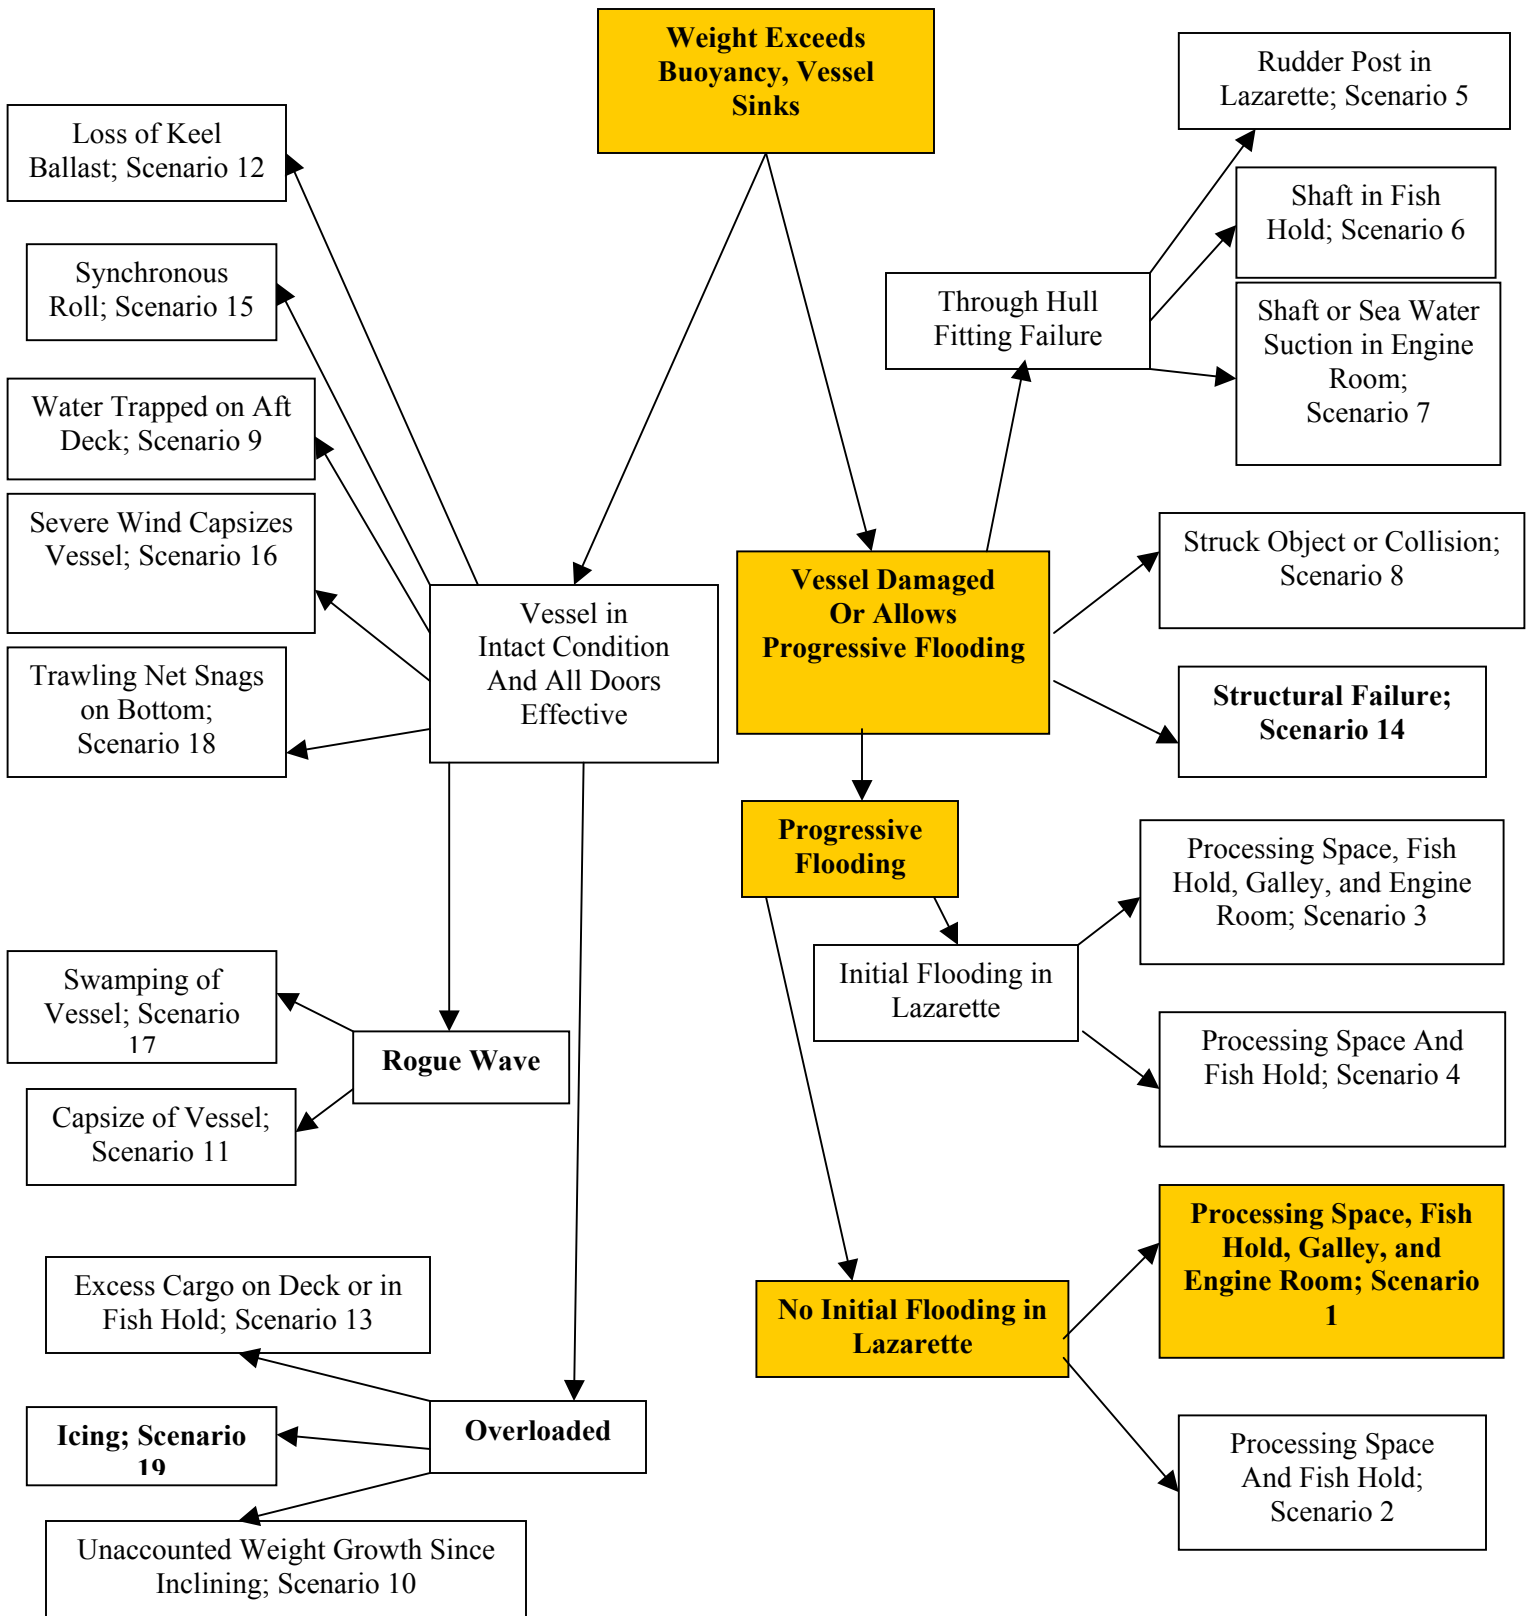 Weight Exceeds
Buoyancy, Vessel
Sinks
Rudder Post in
Lazarette; Scenario 5
Loss of Keel
Ballast; Scenario 12
Shaft in Fish
Hold; Scenario 6
Synchronous
Roll; Scenario 15
Through Hull
Fitting Failure
Shaft or Sea Water
Suction in Engine
Room;
Scenario 7
Water Trapped on Aft
Deck; Scenario 9
Severe Wind Capsizes
Vessel; Scenario 16
Struck Object or Collision;
Scenario 8
Vessel Damaged
Or Allows
Progressive Flooding
Vessel in
Intact Condition
And All Doors
Effective
Trawling Net Snags
on Bottom;
Scenario 18
Structural Failure;
Scenario 14
Progressive
Flooding
Processing Space, Fish
Hold, Galley, and Engine
Room; Scenario 3
Initial Flooding in
Lazarette
Swamping of
Vessel; Scenario
17
Rogue Wave
Processing Space And
Fish Hold; Scenario 4
Capsize of Vessel;
Scenario 11
Processing Space, Fish
Hold, Galley, and
Engine Room; Scenario
1
Excess Cargo on Deck or in
Fish Hold; Scenario 13
No Initial Flooding in
Lazarette
Icing; Scenario
19
Overloaded
Processing Space
And Fish Hold;
Scenario 2
Unaccounted Weight Growth Since
Inclining; Scenario 10